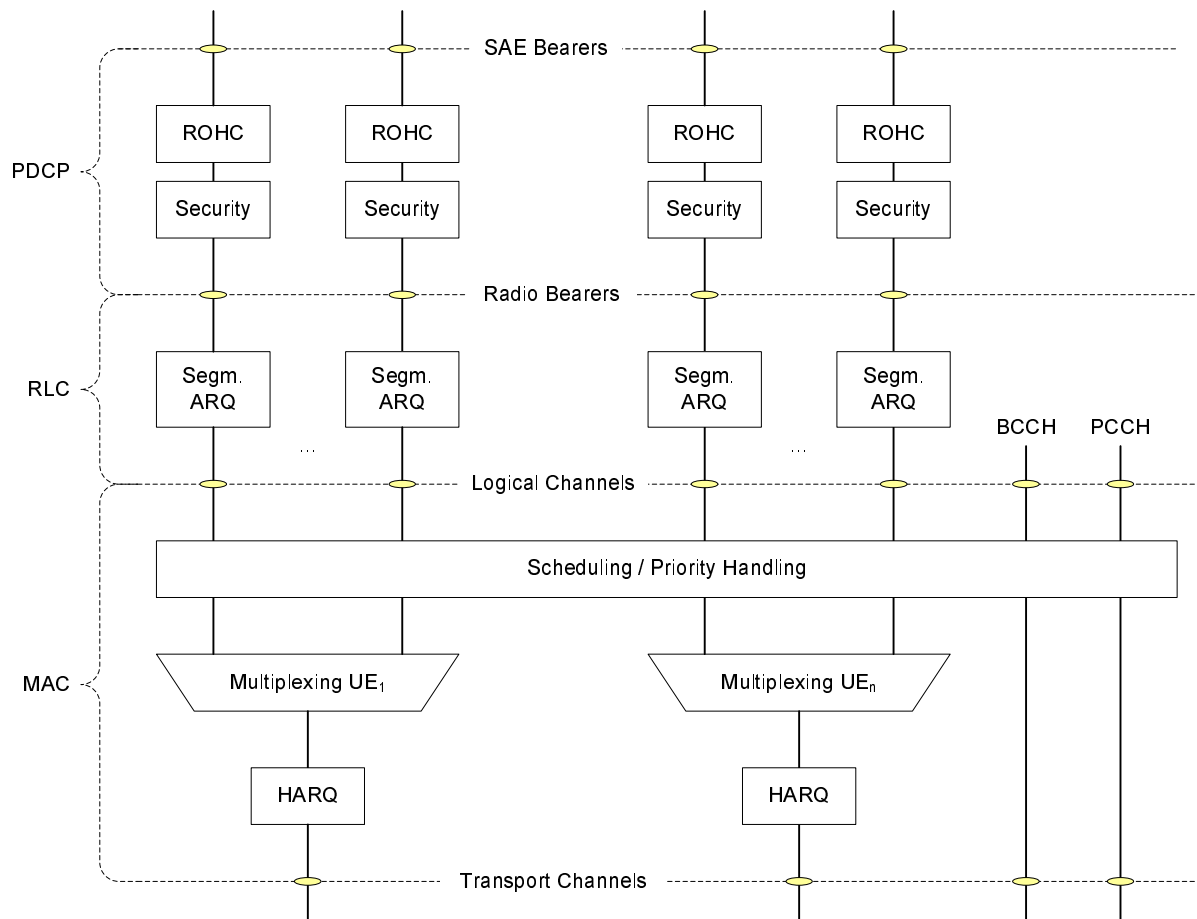 SAE Bearers
ROHC
ROHC
ROHC
ROHC
PDCP
Security
Security
Security
Security
Radio Bearers
Segm.
ARQ
Segm.
ARQ
Segm.
ARQ
Segm.
ARQ
RLC
BCCH
PCCH
...
...
Logical Channels
Scheduling / Priority Handling
MAC
Multiplexing UE1
Multiplexing UEn
HARQ
HARQ
Transport Channels